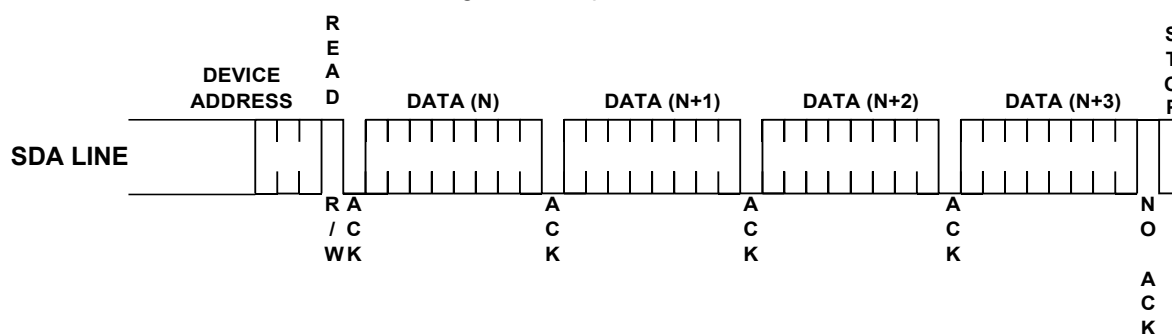 READ
STOP
DEVICE
ADDRESS
DATA (N)
DATA (N+1)
DATA (N+2)
DATA (N+3)
SDA LINE
R/W
ACK
ACK
ACK
ACK
NO ACK